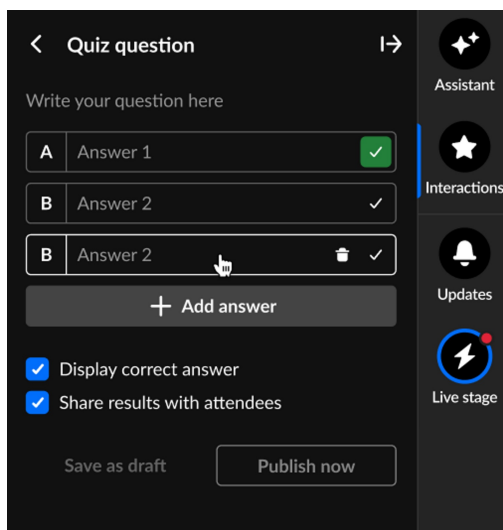 Quiz question
Write your question here
A Answer 1
B Answer 2
B Answer 2
Add answer
Display correct answer
Share results with attendees
Save as draft Publish now
Assistant
Interactions
Updates
Live stage